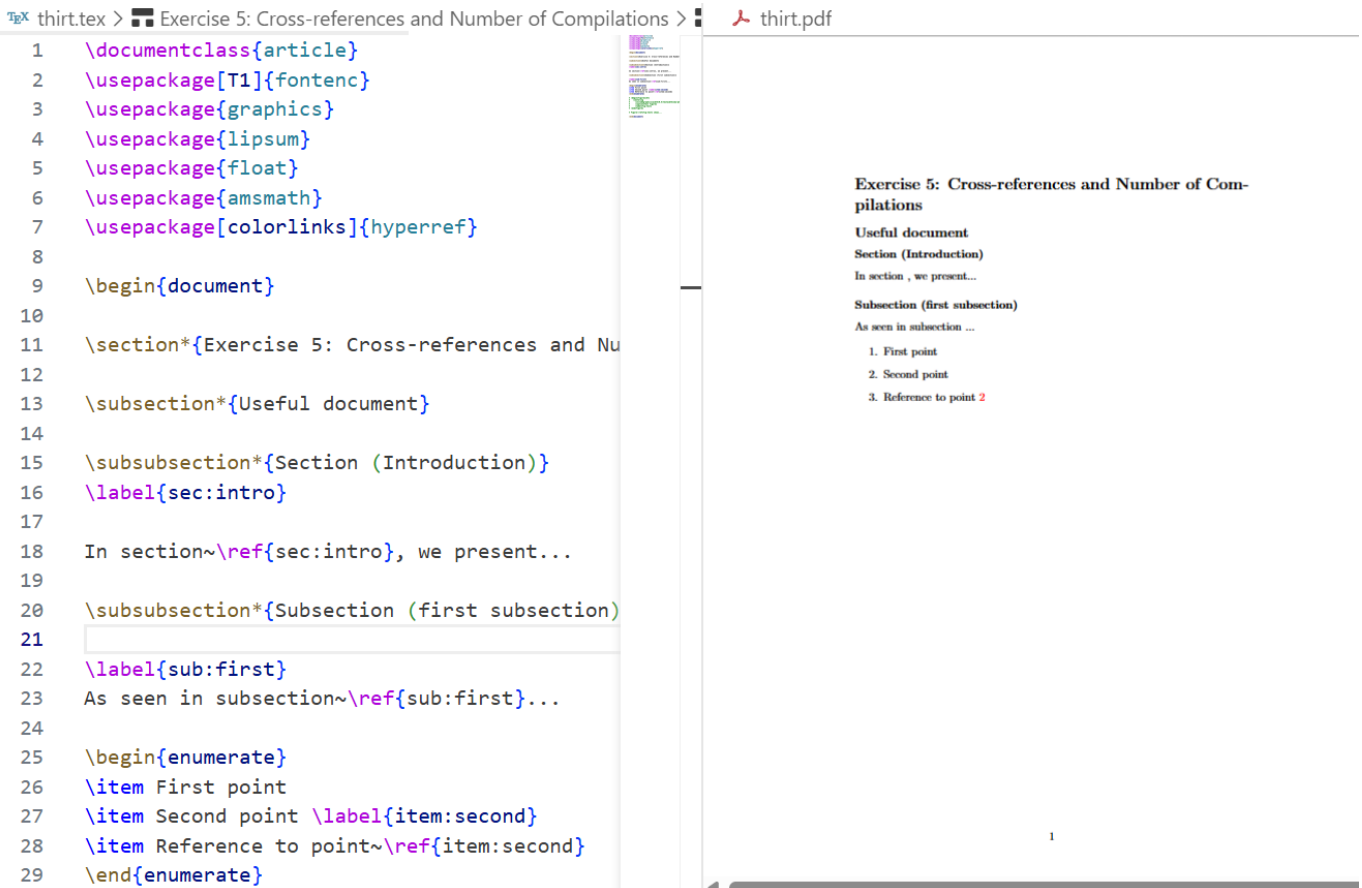 TEX thirt.tex > Exercise 5: Cross-references and Number of Compilations >
1 \documentclass{article}
2 \usepackage[T1]{fontenc}
3 \usepackage{graphics}
4 \usepackage{lipsum}
5 \usepackage{float}
6 \usepackage{amsmath}
7 \usepackage[colorlinks]{hyperref}
8
9 \begin{document}
10
11 \section*{Exercise 5: Cross-references and Nu
12
13 \subsection*{Useful document}
14
15 \subsubsection*{Section (Introduction)}
16 \label{sec:intro}
17
18 In section~\ref{sec:intro}, we present...
19
20 \subsubsection*{Subsection (first subsection)
21
22 \label{sub:first}
23 As seen in subsection~\ref{sub:first}...
24
25 \begin{enumerate}
26 \item First point
27 \item Second point \label{item:second}
28 \item Reference to point~\ref{item:second}
29 \end{enumerate}
thirt.pdf
Exercise 5: Cross-references and Number of Com-
pilations
Useful document
Section (Introduction)
In section , we present...
Subsection (first subsection)
As seen in subsection ...
1. First point
2. Second point
3. Reference to point 2
1